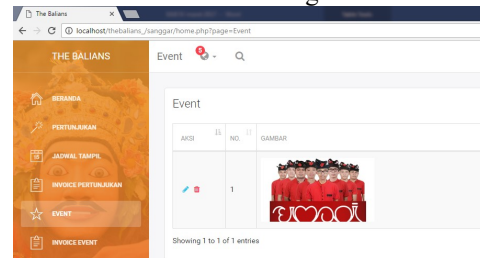 The Balians
localhost/thebalians_/sanggar/home.php?page=Event
THE BALIANS
Event
5
BERANDA
PERTUNJUKAN
JADWAL TAMPIL
INVOICE PERTUNJUKAN
EVENT
INVOICE EVENT
Event
AKSI NO. GAMBAR
1
Showing 1 to 1 of 1 entries